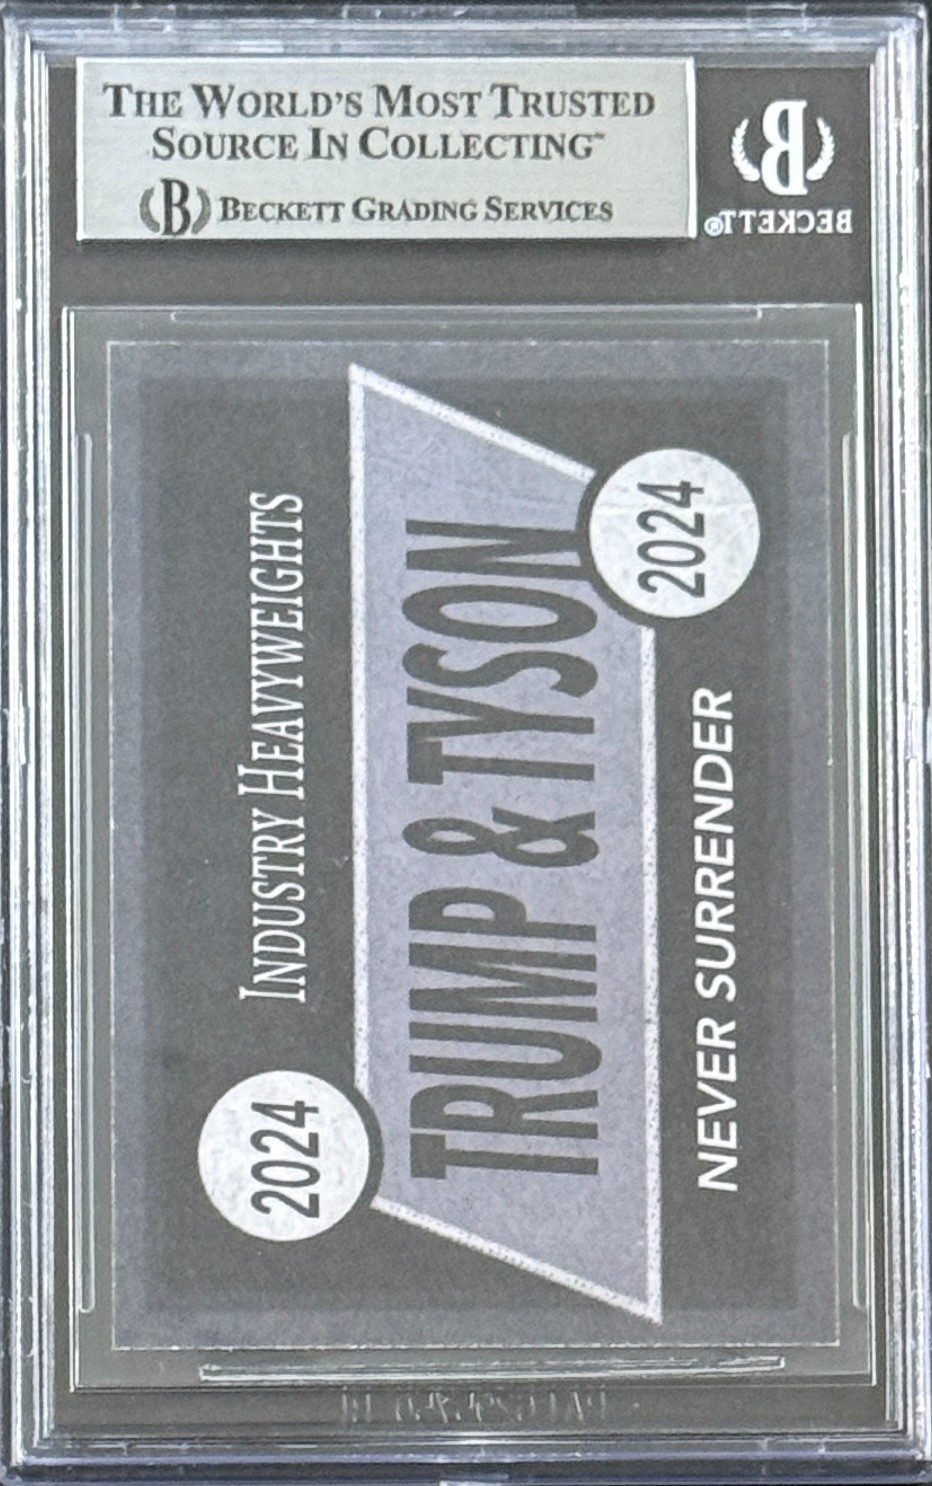 THE WORLD'S MOST TRUSTED
SOURCE IN COLLECTING™
B BECKETT GRADING SERVICES
B
BECKETT®
INDUSTRY HEAVYWEIGHTS
2024
TRUMP & TYSON
2024
NEVER SURRENDER